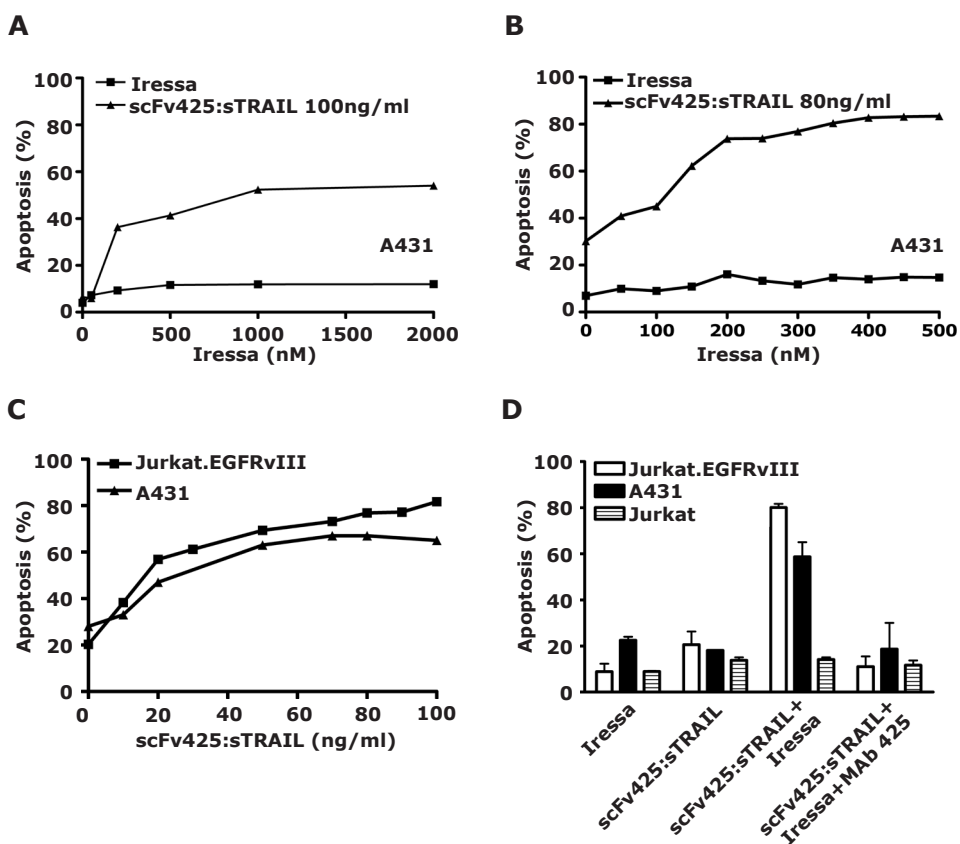 A
100
80
60
40
20
0
Apoptosis (%)
Iressa
scFv425:sTRAIL 100ng/ml
A431
0 500 1000 1500 2000
Iressa (nM)
B
100
80
60
40
20
0
Apoptosis (%)
Iressa
scFv425:sTRAIL 80ng/ml
A431
0 100 200 300 400 500
Iressa (nM)
C
100
80
60
40
20
0
Apoptosis (%)
Jurkat.EGFRvIII
A431
0 20 40 60 80 100
scFv425:sTRAIL (ng/ml)
D
100
80
60
40
20
0
Apoptosis (%)
Jurkat.EGFRvIII
A431
Jurkat
Iressa
scFv425:sTRAIL
scFv425:sTRAIL+
Iressa
scFv425:sTRAIL+
Iressa+MAb 425